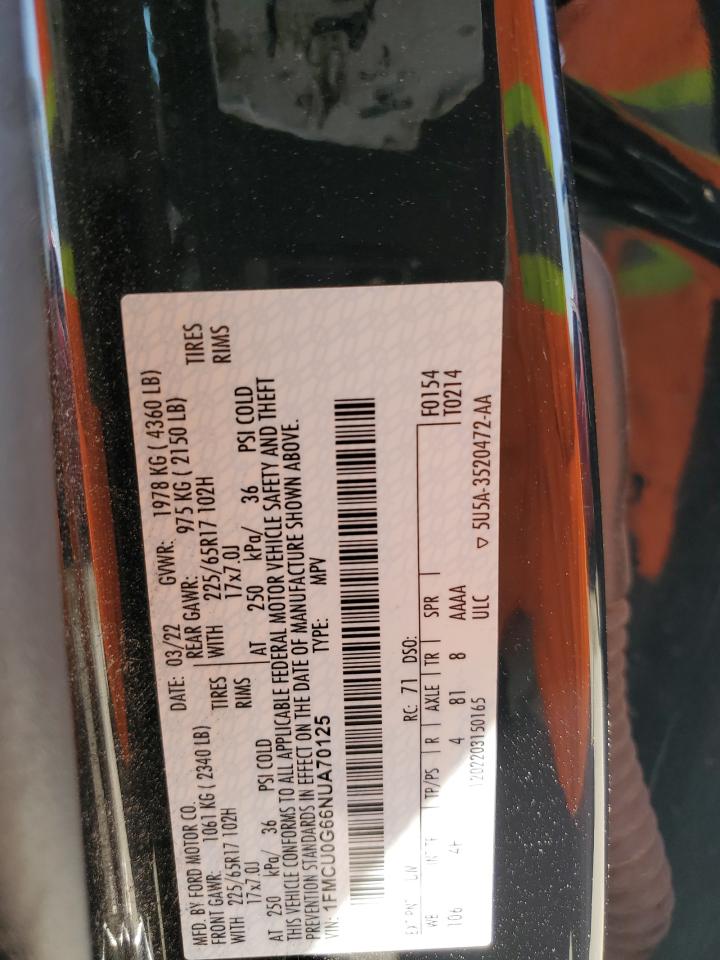 MFD. BY FORD MOTOR CO.
DATE: 03/22 GVWR: 1978 KG ( 4360 LB)
FRONT GAWR: 1061 KG ( 2340 LB) REAR GAWR: 975 KG ( 2150 LB)
WITH 225/65R17 102H TIRES WITH 225/65R17 102H TIRES
17x7.0J RIMS 17x7.0J RIMS
AT 250 kPa/ 36 PSI COLD AT 250 kPa/ 36 PSI COLD
THIS VEHICLE CONFORMS TO ALL APPLICABLE FEDERAL MOTOR VEHICLE SAFETY AND THEFT
PREVENTION STANDARDS IN EFFECT ON THE DATE OF MANUFACTURE SHOWN ABOVE.
VIN: 1FMCU0G66NUA70125 TYPE: MPV
RC: 71 DSO: F0154
T0214
TP/PS R AXLE TR SPR
4 81 8 AAAA
106
ULC ▽ 5U5A-3520472-AA
1202203150165